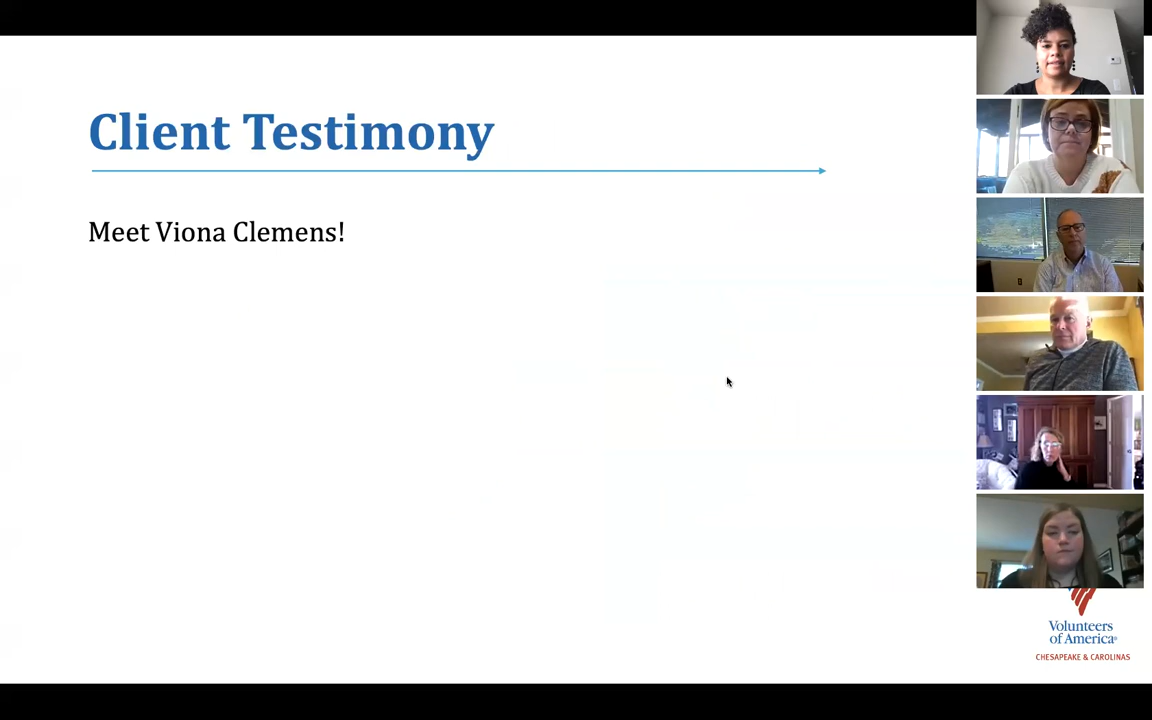 Client Testimony
Meet Viona Clemens!
Volunteers
of America®
CHESAPEAKE & CAROLINAS